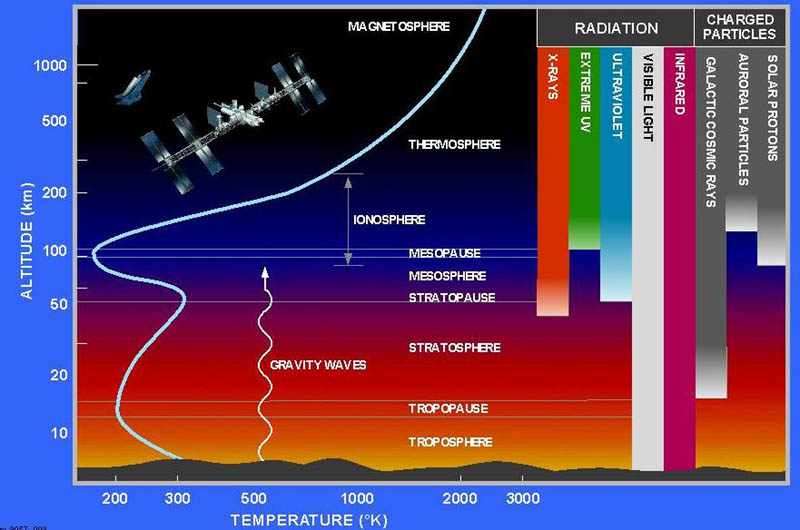 MAGNETOSPHERE
RADIATION
CHARGED
PARTICLES
X-RAYS
EXTREME UV
ULTRAVIOLET
VISIBLE LIGHT
INFRARED
GALACTIC COSMIC RAYS
AURORAL PARTICLES
SOLAR PROTONS
ALTITUDE (km)
1000
500
200
100
50
20
10
THERMOSPHERE
IONOSPHERE
MESOPAUSE
MESOSPHERE
STRATOPAUSE
STRATOSPHERE
GRAVITY WAVES
TROPOPAUSE
TROPOSPHERE
200
300
500
1000
2000
3000
TEMPERATURE (°K)